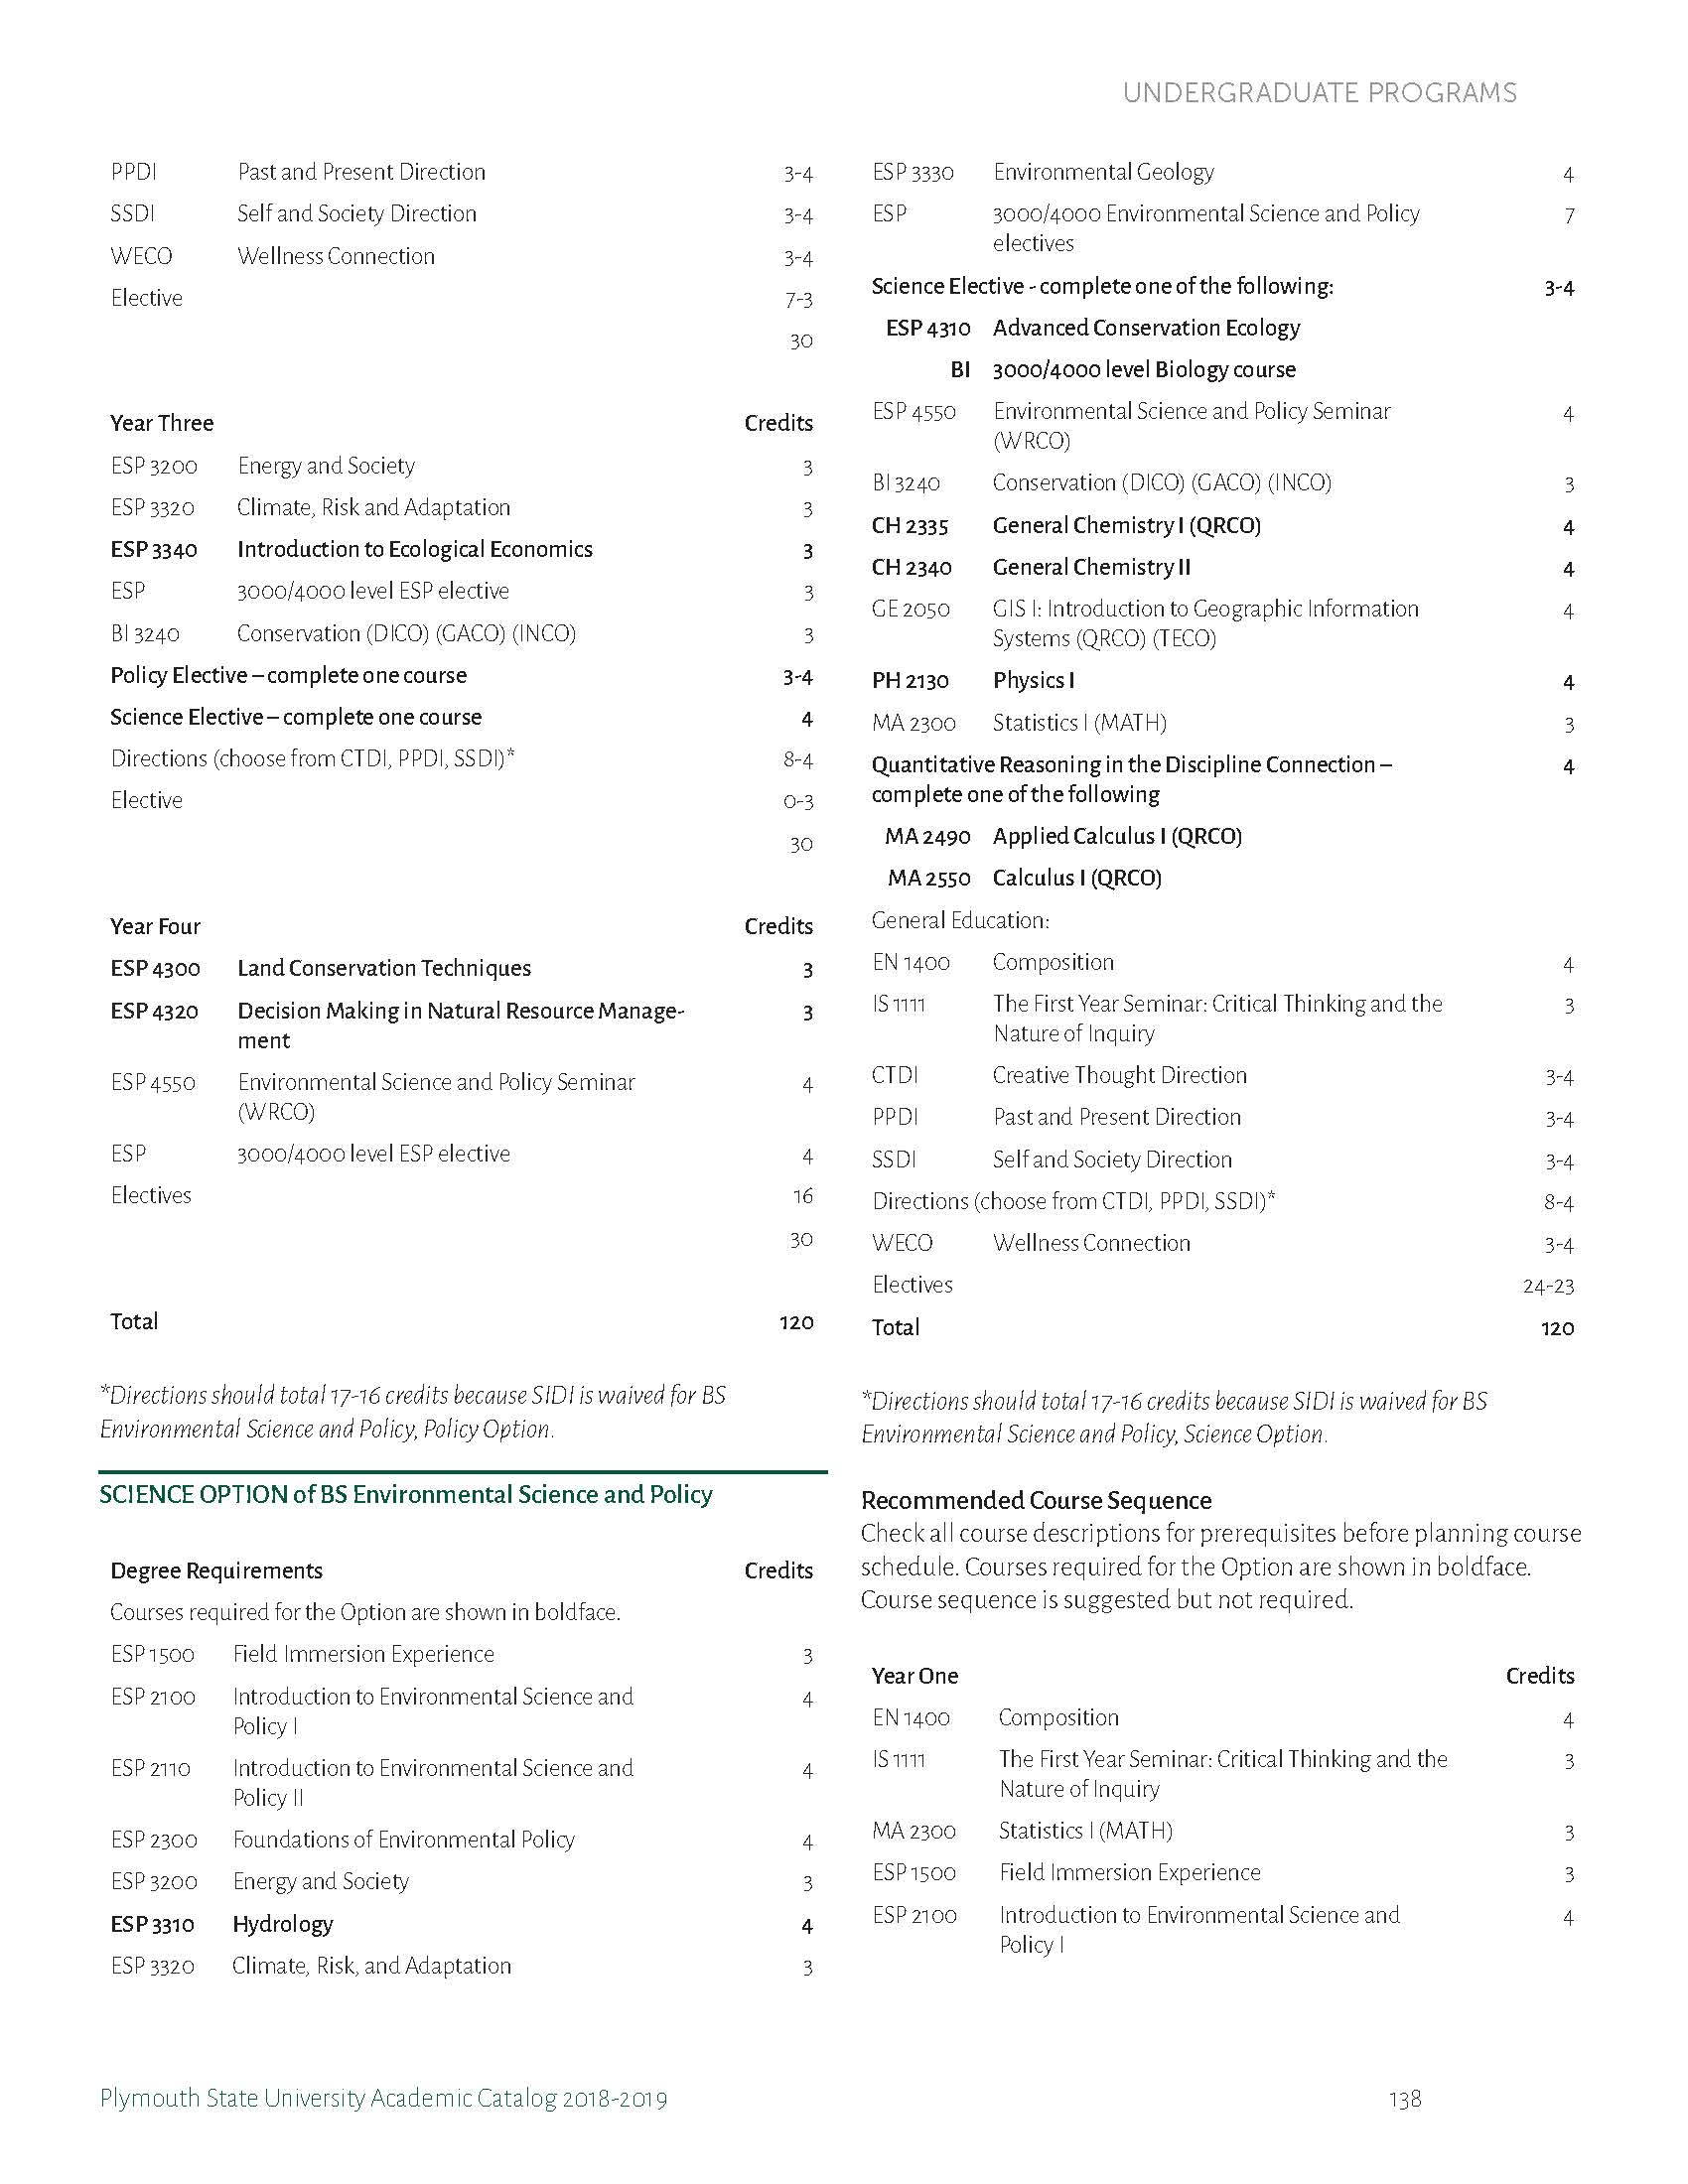 UNDERGRADUATE PROGRAMS
PPDI Past and Present Direction 3-4
SSDI Self and Society Direction 3-4
WECO Wellness Connection 3-4
Elective 7-3
30
Year Three Credits
ESP 3200 Energy and Society 3
ESP 3320 Climate, Risk and Adaptation 3
ESP 3340 Introduction to Ecological Economics 3
ESP 3000/4000 level ESP elective 3
BI 3240 Conservation (DICO) (GACO) (INCO) 3
Policy Elective – complete one course 3-4
Science Elective – complete one course 4
Directions (choose from CTDI, PPDI, SSDI)* 8-4
Elective 0-3
30
Year Four Credits
ESP 4300 Land Conservation Techniques 3
ESP 4320 Decision Making in Natural Resource Manage- 3
ment
ESP 4550 Environmental Science and Policy Seminar 4
(WRCO)
ESP 3000/4000 level ESP elective 4
Electives 16
30
Total 120
*Directions should total 17-16 credits because SIDI is waived for BS
Environmental Science and Policy, Policy Option.
SCIENCE OPTION of BS Environmental Science and Policy
Degree Requirements Credits
Courses required for the Option are shown in boldface.
ESP 1500 Field Immersion Experience 3
ESP 2100 Introduction to Environmental Science and 4
Policy I
ESP 2110 Introduction to Environmental Science and 4
Policy II
ESP 2300 Foundations of Environmental Policy 4
ESP 3200 Energy and Society 3
ESP 3310 Hydrology 4
ESP 3320 Climate, Risk, and Adaptation 3
ESP 3330 Environmental Geology 4
ESP 3000/4000 Environmental Science and Policy 7
electives
Science Elective - complete one of the following: 3-4
ESP 4310 Advanced Conservation Ecology
BI 3000/4000 level Biology course
ESP 4550 Environmental Science and Policy Seminar 4
(WRCO)
BI 3240 Conservation (DICO) (GACO) (INCO) 3
CH 2335 General Chemistry I (QRCO) 4
CH 2340 General Chemistry II 4
GE 2050 GIS I: Introduction to Geographic Information 4
Systems (QRCO) (TECO)
PH 2130 Physics I 4
MA 2300 Statistics I (MATH) 3
Quantitative Reasoning in the Discipline Connection – 4
complete one of the following
MA 2490 Applied Calculus I (QRCO)
MA 2550 Calculus I (QRCO)
General Education:
EN 1400 Composition 4
IS 1111 The First Year Seminar: Critical Thinking and the 3
Nature of Inquiry
CTDI Creative Thought Direction 3-4
PPDI Past and Present Direction 3-4
SSDI Self and Society Direction 3-4
Directions (choose from CTDI, PPDI, SSDI)* 8-4
WECO Wellness Connection 3-4
Electives 24-23
Total 120
*Directions should total 17-16 credits because SIDI is waived for BS
Environmental Science and Policy, Science Option.
Recommended Course Sequence
Check all course descriptions for prerequisites before planning course
schedule. Courses required for the Option are shown in boldface.
Course sequence is suggested but not required.
Year One Credits
EN 1400 Composition 4
IS 1111 The First Year Seminar: Critical Thinking and the 3
Nature of Inquiry
MA 2300 Statistics I (MATH) 3
ESP 1500 Field Immersion Experience 3
ESP 2100 Introduction to Environmental Science and 4
Policy I
Plymouth State University Academic Catalog 2018-2019 138